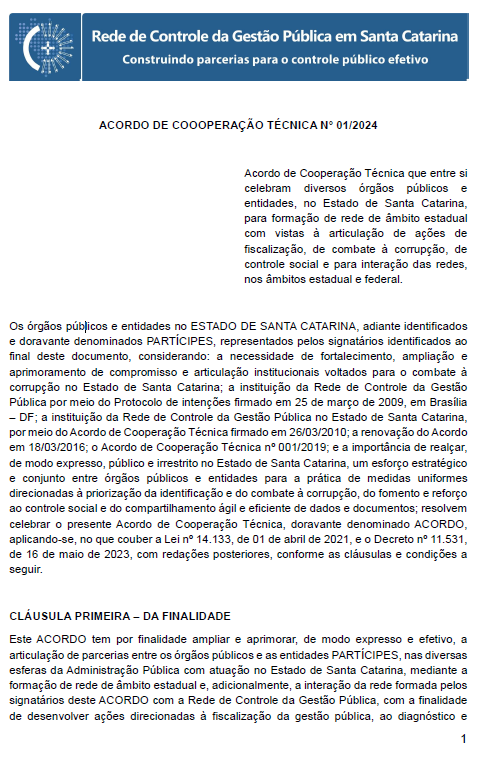 Rede de Controle da Gestão Pública em Santa Catarina
Construindo parcerias para o controle público efetivo
ACORDO DE COOOPERAÇÃO TÉCNICA N° 01/2024
Acordo de Cooperação Técnica que entre si
celebram diversos órgãos públicos e
entidades, no Estado de Santa Catarina,
para formação de rede de âmbito estadual
com vistas à articulação de ações de
fiscalização, de combate à corrupção, de
controle social e para interação das redes,
nos âmbitos estadual e federal.
Os órgãos públicos e entidades no ESTADO DE SANTA CATARINA, adiante identificados
e doravante denominados PARTÍCIPES, representados pelos signatários identificados ao
final deste documento, considerando: a necessidade de fortalecimento, ampliação e
aprimoramento de compromisso e articulação institucionais voltados para o combate à
corrupção no Estado de Santa Catarina; a instituição da Rede de Controle da Gestão
Pública por meio do Protocolo de intenções firmado em 25 de março de 2009, em Brasília
– DF; a instituição da Rede de Controle da Gestão Pública no Estado de Santa Catarina,
por meio do Acordo de Cooperação Técnica firmado em 26/03/2010; a renovação do Acordo
em 18/03/2016; o Acordo de Cooperação Técnica nº 001/2019; e a importância de realçar,
de modo expresso, público e irrestrito no Estado de Santa Catarina, um esforço estratégico
e conjunto entre órgãos públicos e entidades para a prática de medidas uniformes
direcionadas à priorização da identificação e do combate à corrupção, do fomento e reforço
ao controle social e do compartilhamento ágil e eficiente de dados e documentos; resolvem
celebrar o presente Acordo de Cooperação Técnica, doravante denominado ACORDO,
aplicando-se, no que couber a Lei nº 14.133, de 01 de abril de 2021, e o Decreto nº 11.531,
de 16 de maio de 2023, com redações posteriores, conforme as cláusulas e condições a
seguir.
CLÁUSULA PRIMEIRA – DA FINALIDADE
Este ACORDO tem por finalidade ampliar e aprimorar, de modo expresso e efetivo, a
articulação de parcerias entre os órgãos públicos e as entidades PARTÍCIPES, nas diversas
esferas da Administração Pública com atuação no Estado de Santa Catarina, mediante a
formação de rede de âmbito estadual e, adicionalmente, a interação da rede formada pelos
signatários deste ACORDO com a Rede de Controle da Gestão Pública, com a finalidade
de desenvolver ações direcionadas à fiscalização da gestão pública, ao diagnóstico e
1